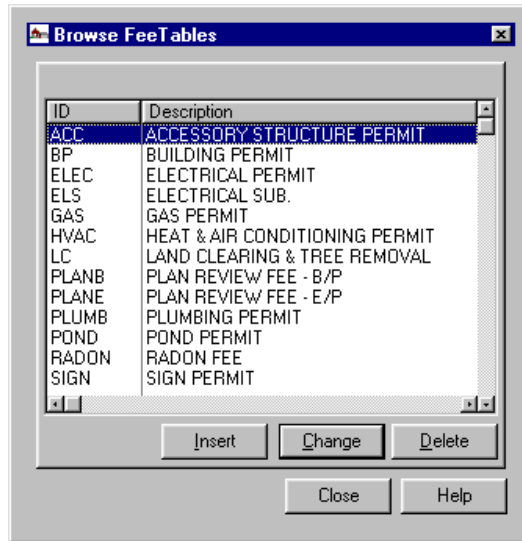 Browse FeeTables
ID Description
ACC ACCESSORY STRUCTURE PERMIT
BP BUILDING PERMIT
ELEC ELECTRICAL PERMIT
ELS ELECTRICAL SUB.
GAS GAS PERMIT
HVAC HEAT & AIR CONDITIONING PERMIT
LC LAND CLEARING & TREE REMOVAL
PLANB PLAN REVIEW FEE - B/P
PLANE PLAN REVIEW FEE - E/P
PLUMB PLUMBING PERMIT
POND POND PERMIT
RADON RADON FEE
SIGN SIGN PERMIT
Insert Change Delete
Close Help